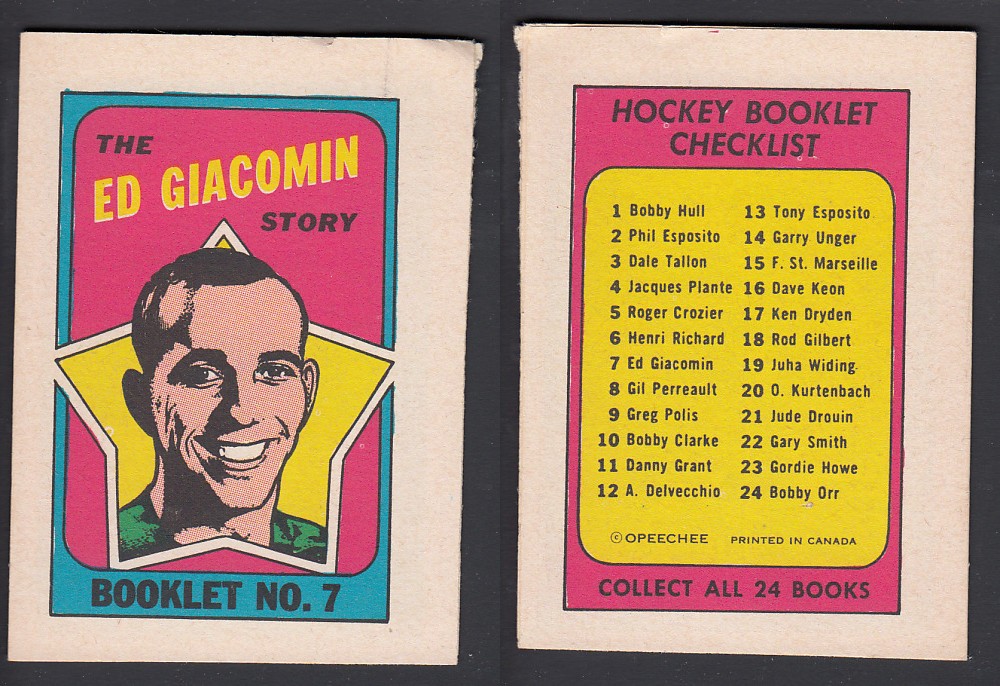 THE
ED GIACOMIN
STORY
BOOKLET NO. 7
HOCKEY BOOKLET
CHECKLIST
1 Bobby Hull
2 Phil Esposito
3 Dale Tallon
4 Jacques Plante
5 Roger Crozier
6 Henri Richard
7 Ed Giacomin
8 Gil Perreault
9 Greg Polis
10 Bobby Clarke
11 Danny Grant
12 A. Delvecchio
13 Tony Esposito
14 Garry Unger
15 F. St. Marseille
16 Dave Keon
17 Ken Dryden
18 Rod Gilbert
19 Juha Widing
20 O. Kurtenbach
21 Jude Drouin
22 Gary Smith
23 Gordie Howe
24 Bobby Orr
© OPEECHEE PRINTED IN CANADA
COLLECT ALL 24 BOOKS